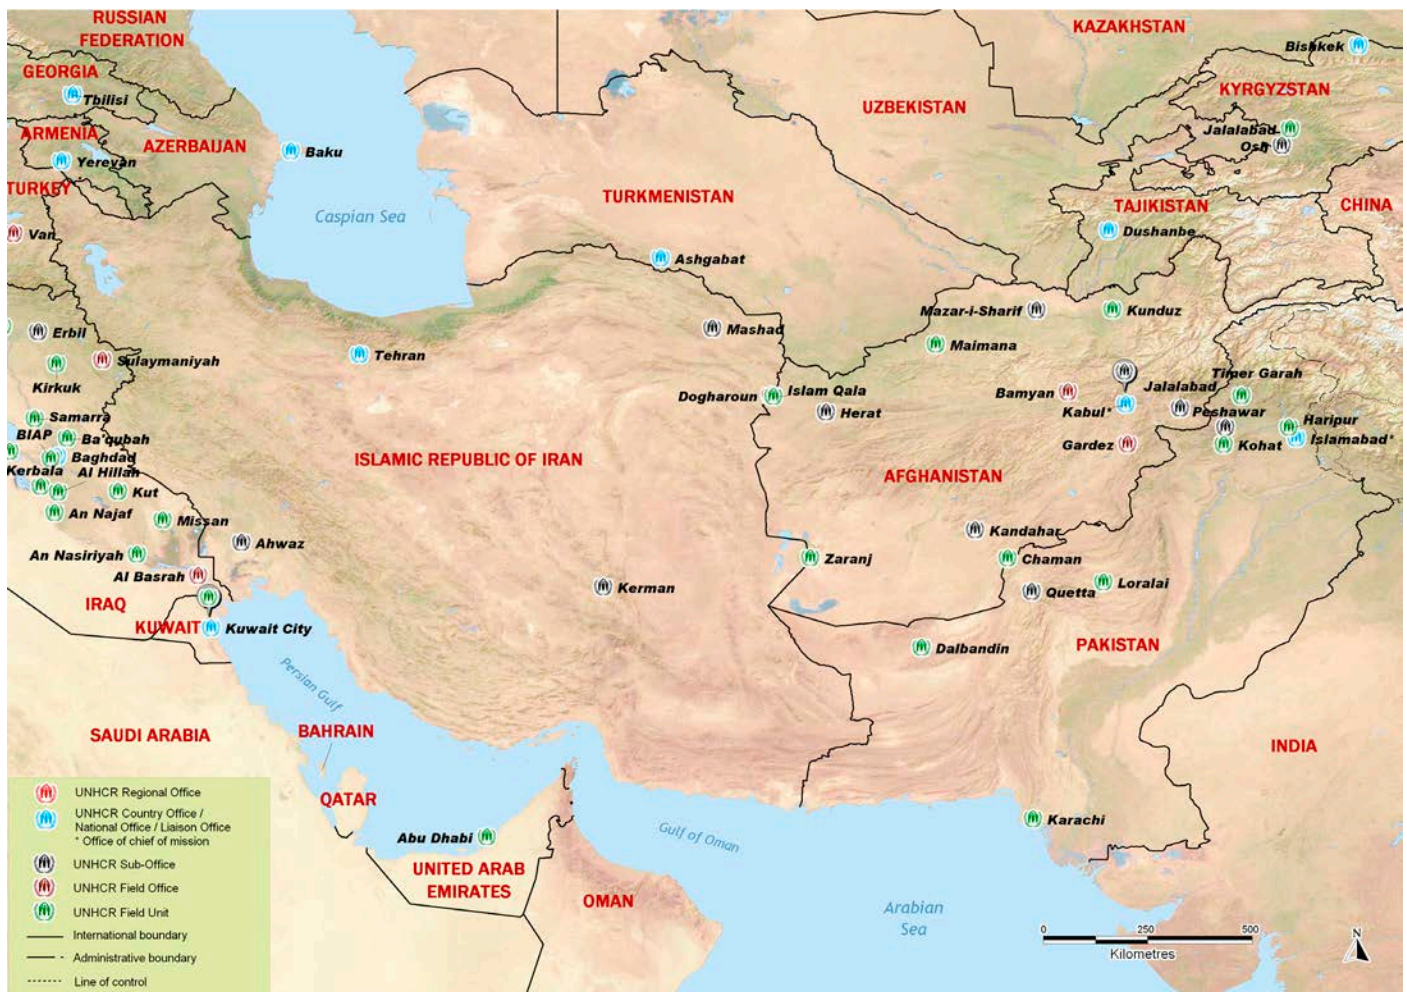 RUSSIAN
FEDERATION
KAZAKHSTAN
Bishkek
GEORGIA
Tbilisi
UZBEKISTAN
KYRGYZSTAN
ARMENIA
AZERBAIJAN
Baku
Jalalabad
Osh
Yerevan
TURKEY
TURKMENISTAN
TAJIKISTAN
CHINA
Caspian Sea
Van
Dushanbe
Ashgabat
Erbil
Mashad
Mazar-i-Sharif
Kunduz
Sulaymaniyah
Tehran
Maimana
Kirkuk
Dogharoun
Islam Qala
Bamyan
Jalalabad
Timer Garah
Samarra
Herat
Kabul*
Peshawar
Haripur
BIAP
Ba'qubah
Gardez
Kohat
Islamabad*
Baghdad
ISLAMIC REPUBLIC OF IRAN
Kerbala
Al Hillah
AFGHANISTAN
Kut
An Najaf
Missan
Ahwaz
Kandahar
An Nasiriyah
Zaranj
Chaman
Al Basrah
Kerman
Quetta
Loralai
IRAQ
KUWAIT
Kuwait City
Dalbandin
PAKISTAN
Persian Gulf
SAUDI ARABIA
BAHRAIN
INDIA
QATAR
Abu Dhabi
Gulf of Oman
Karachi
UNITED ARAB
EMIRATES
OMAN
Arabian
Sea
UNHCR Regional Office
UNHCR Country Office /
National Office / Liaison Office
* Office of chief of mission
UNHCR Sub-Office
UNHCR Field Office
UNHCR Field Unit
International boundary
Administrative boundary
Line of control
0 250 500
Kilometres
N